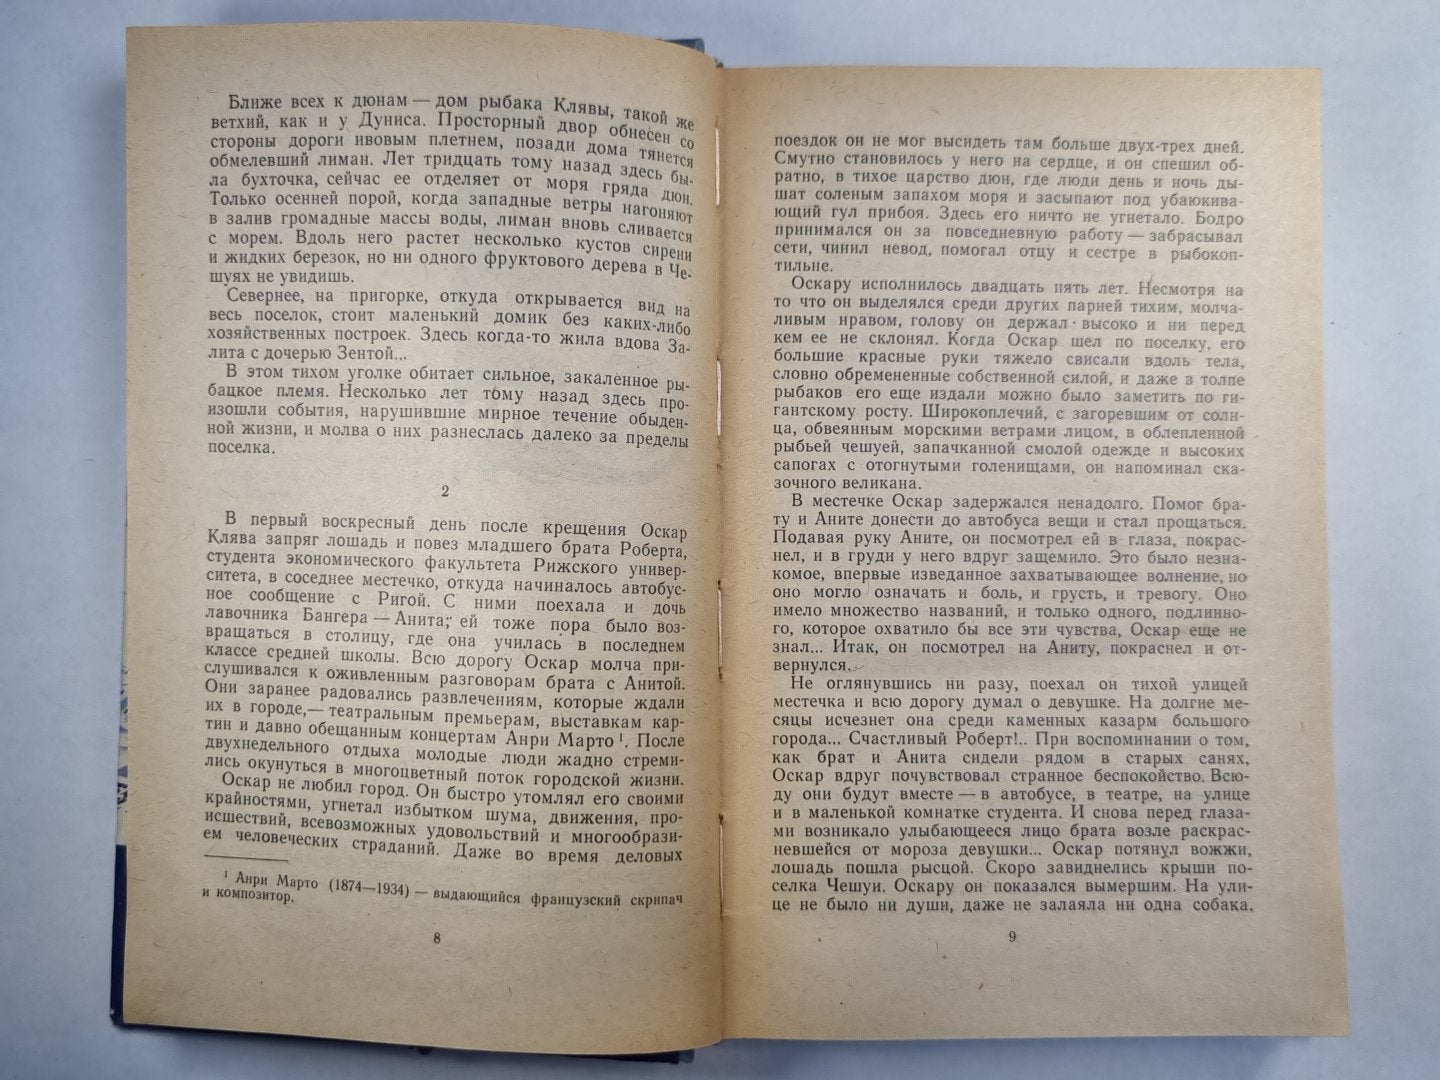 Ближе всех к дюнам — дом рыбака Клявы, такой же
ветхий, как и у Дуниса. Просторный двор обнесен со
стороны дороги ивовым плетнем, позади дома тянется
обмелевший лиман. Лет тридцать тому назад здесь бы-
ла бухточка, сейчас ее отделяет от моря гряда дюн.
Только осенней порой, когда западные ветры нагоняют
в залив громадные массы воды, лиман вновь сливается
с морем. Вдоль него растет несколько кустов сирени
и жидких березок, но ни одного фруктового дерева в Че-
шуях не увидишь.
Севернее, на пригорке, откуда открывается вид на
весь поселок, стоит маленький домик без каких-либо
хозяйственных построек. Здесь когда-то жила вдова За-
лита с дочерью Зентой...
В этом тихом уголке обитает сильное, закаленное ры-
бацкое племя. Несколько лет тому назад здесь про-
изошли события, нарушившие мирное течение обыден-
ной жизни, и молва о них разнеслась далеко за пределы
поселка.
2
В первый воскресный день после крещения Оскар
Клява запряг лошадь и повез младшего брата Роберта,
студента экономического факультета Рижского универ-
ситета, в соседнее местечко, откуда начиналось автобус-
ное сообщение с Ригой. С ними поехала и дочь
лавочника Бангера — Анита; ей тоже пора было воз-
вращаться в столицу, где она училась в последнем
классе средней школы. Всю дорогу Оскар молча при-
слушивался к оживленным разговорам брата с Анитой.
Они заранее радовались развлечениям, которые ждали
их в городе,— театральным премьерам, выставкам кар-
тин и давно обещанным концертам Анри Марто ¹. После
двухнедельного отдыха молодые люди жадно стреми-
лись окунуться в многоцветный поток городской жизни.
Оскар не любил город. Он быстро утомлял его своими
крайностями, угнетал избытком шума, движения, про-
исшествий, всевозможных удовольствий и многообрази-
ем человеческих страданий. Даже во время деловых
¹ Анри Марто (1874—1934) — выдающийся французский скрипач
и композитор.
8
поездок он не мог высидеть там больше двух-трех дней.
Смутно становилось у него на сердце, и он спешил об-
ратно, в тихое царство дюн, где люди день и ночь ды-
шат соленым запахом моря и засыпают под убаюкива-
ющий гул прибоя. Здесь его ничто не угнетало. Бодро
принимался он за повседневную работу — забрасывал
сети, чинил невод, помогал отцу и сестре в рыбокоп-
тильне.
Оскару исполнилось двадцать пять лет. Несмотря на
то что он выделялся среди других парней тихим, молча-
ливым нравом, голову он держал высоко и ни перед
кем ее не склонял. Когда Оскар шел по поселку, его
большие красные руки тяжело свисали вдоль тела,
словно обремененные собственной силой, и даже в толпе
рыбаков его еще издали можно было заметить по ги-
гантскому росту. Широкоплечий, с загоревшим от солн-
ца, обвеянным морскими ветрами лицом, в облепленной
рыбьей чешуей, запачканной смолой одежде и высоких
сапогах с отогнутыми голенищами, он напоминал ска-
зочного великана.
В местечке Оскар задержался ненадолго. Помог бра-
ту и Аните донести до автобуса вещи и стал прощаться.
Подавая руку Аните, он посмотрел ей в глаза, покрас-
нел, и в груди у него вдруг защемило. Это было незна-
комое, впервые изведанное захватывающее волнение, но
оно могло означать и боль, и грусть, и тревогу. Оно
имело множество названий, и только одного, подлинно-
го, которое охватило бы все эти чувства, Оскар еще не
знал... Итак, он посмотрел на Аниту, покраснел и от-
вернулся.
Не оглянувшись ни разу, поехал он тихой улицей
местечка и всю дорогу думал о девушке. На долгие ме-
сяцы исчезнет она среди каменных казарм большого
города... Счастливый Роберт!.. При воспоминании о том,
как брат и Анита сидели рядом в старых санях,
Оскар вдруг почувствовал странное беспокойство. Всю-
ду они будут вместе — в автобусе, в театре, на улице
и в маленькой комнатке студента. И снова перед глаза-
ми возникало улыбающееся лицо брата возле раскрас-
невшейся от мороза девушки... Оскар потянул вожжи,
лошадь пошла рысцой. Скоро завиднелись крыши по-
селка Чешуи. Оскару он показался вымершим. На ули-
це не было ни души, даже не залаяла ни одна собака.
9